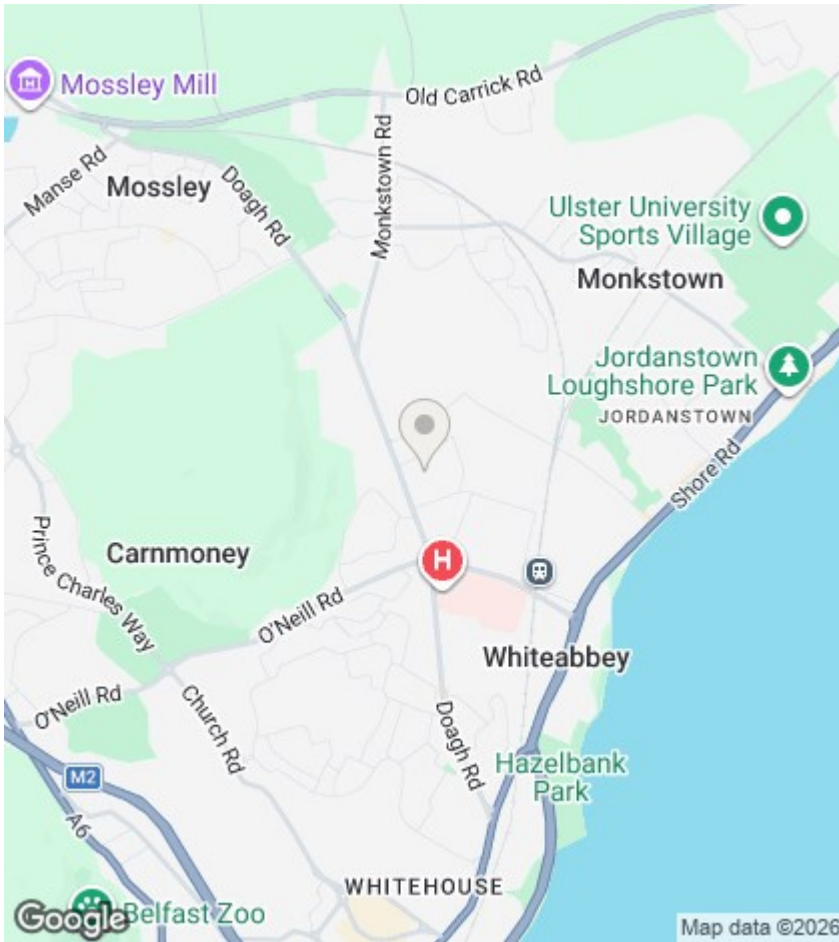 Mossley Mill
Old Carrick Rd
Manse Rd
Mossley
Doagh Rd
Monkstown Rd
Ulster University
Sports Village
Monkstown
Jordanstown
Loughshore Park
JORDANSTOWN
Shore Rd
Prince Charles Way
Carnmoney
H
O'Neill Rd
Whiteabbey
O'Neill Rd
Church Rd
Doagh Rd
Hazelbank
Park
M2
A6
WHITEHOUSE
Belfast Zoo
Google
Map data ©2026